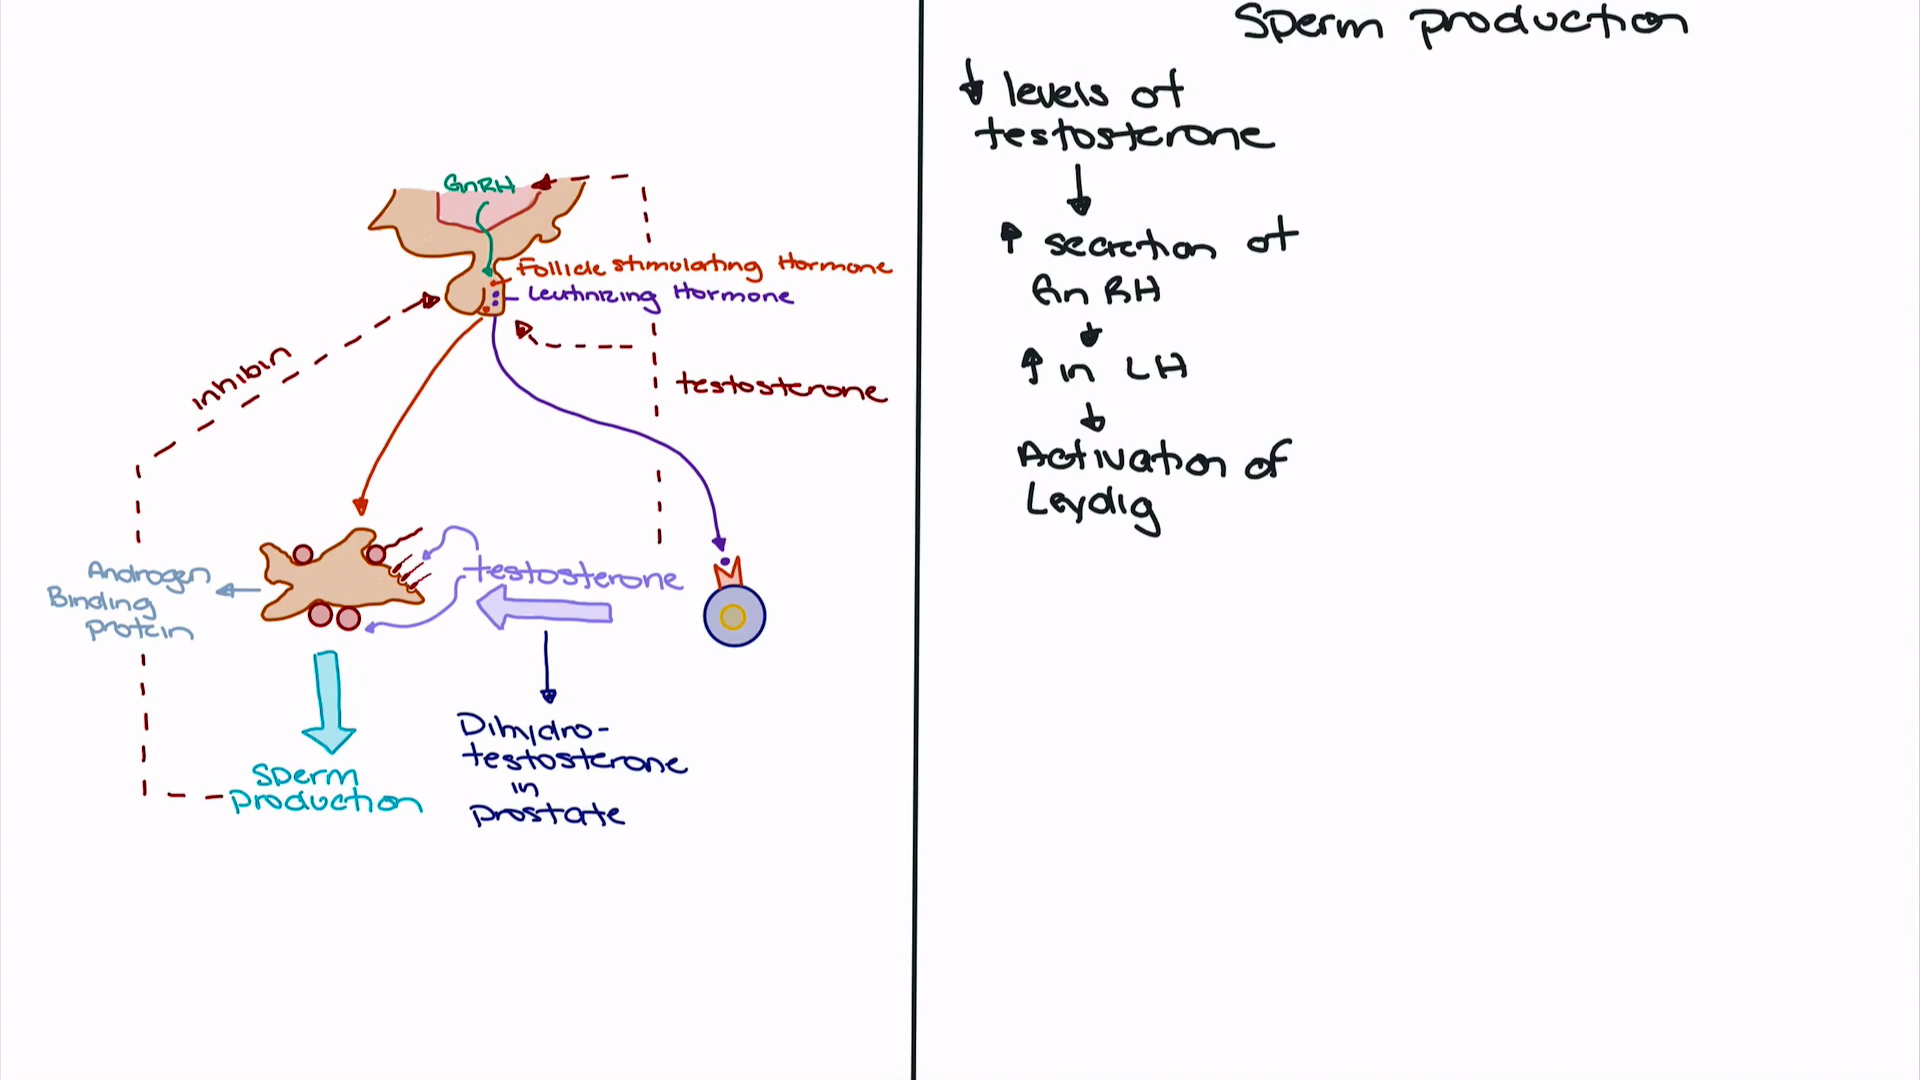 GnRH
Follicle stimulating Hormone
Leutinizing Hormone
inhibin
testosterone
testosterone
Androgen
Binding
protein
Dihydro-
testosterone
in
prostate
Sperm
production
Sperm production
↓ levels of
testosterone
↓
↑ secretion of
GnRH
↓
↑ in LH
↓
Activation of
Leydig